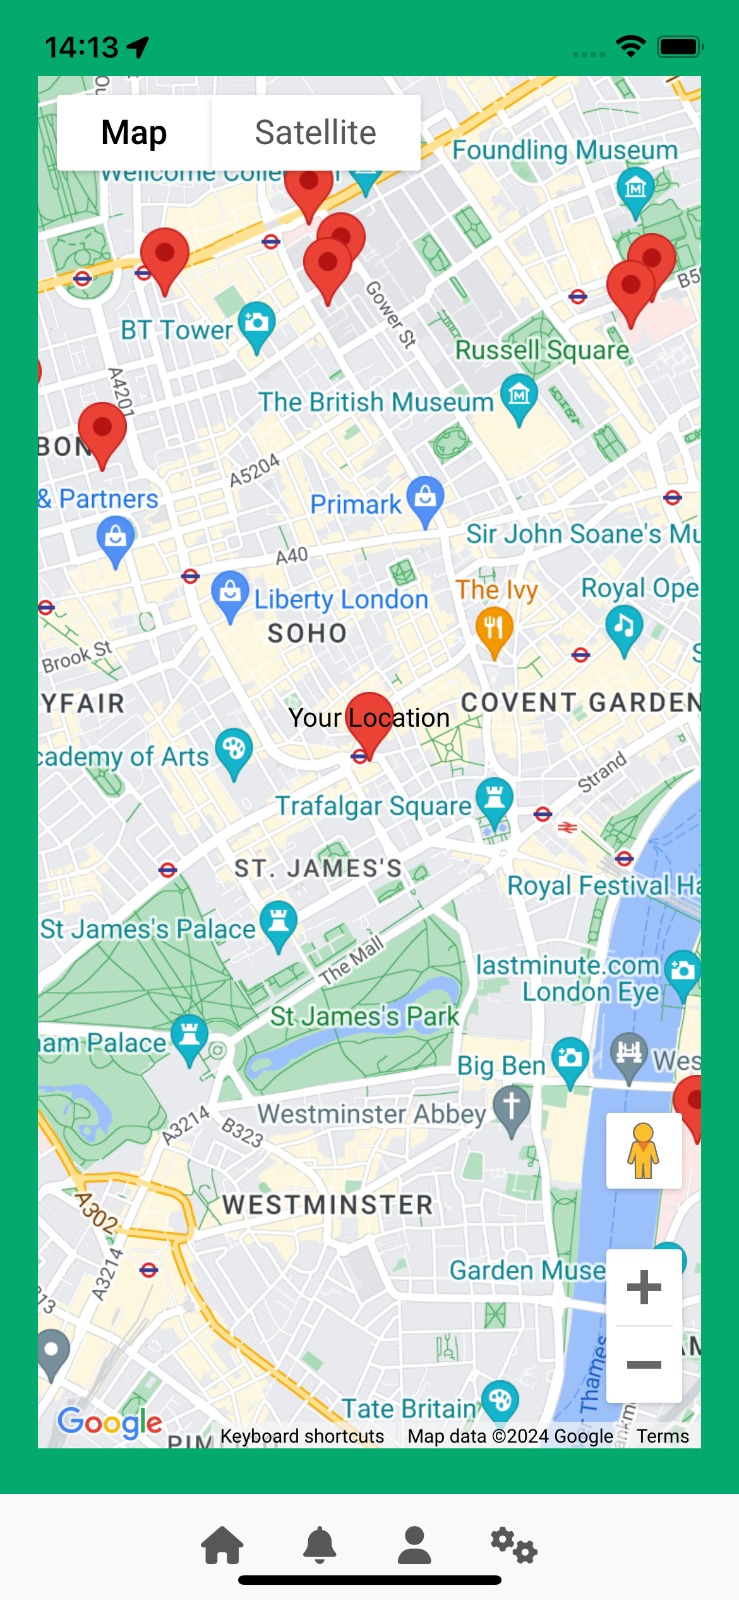 14:13
Map
Satellite
Foundling Museum
Wellcome Colle
B5
BT Tower
Gower St
Russell Square
A4201
The British Museum
BON
A5204
& Partners
Primark
Sir John Soane's Mu
A40
The Ivy
Royal Ope
Liberty London
SOHO
Brook St
YFAIR
Your Location
COVENT GARDEN
cademy of Arts
Strand
Trafalgar Square
ST. JAMES'S
Royal Festival Ha
St James's Palace
The Mall
lastminute.com
London Eye
St James's Park
am Palace
Big Ben
Wes
A3214
B323
Westminster Abbey
A302
WESTMINSTER
A3214
Garden Muse
13
Thames
Tate Britain
Google
Keyboard shortcuts
Map data ©2024 Google
Terms